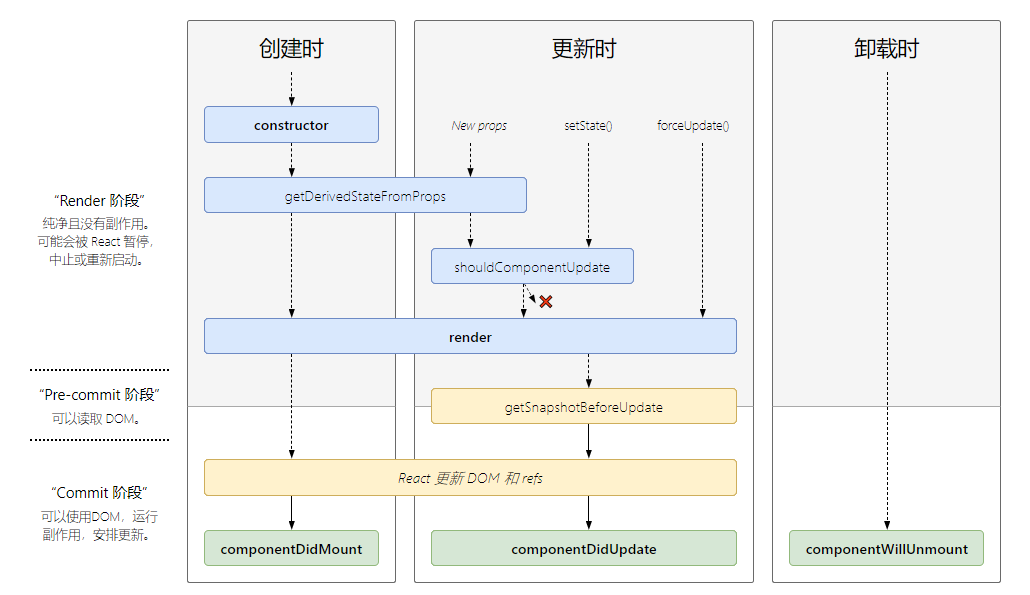 创建时
更新时
卸载时
constructor
New props
setState()
forceUpdate()
getDerivedStateFromProps
“Render 阶段”
纯净且没有副作用。
可能会被 React 暂停，
中止或重新启动。
shouldComponentUpdate
render
“Pre-commit 阶段”
可以读取 DOM。
getSnapshotBeforeUpdate
React 更新 DOM 和 refs
“Commit 阶段”
可以使用DOM，运行
副作用，安排更新。
componentDidMount
componentDidUpdate
componentWillUnmount